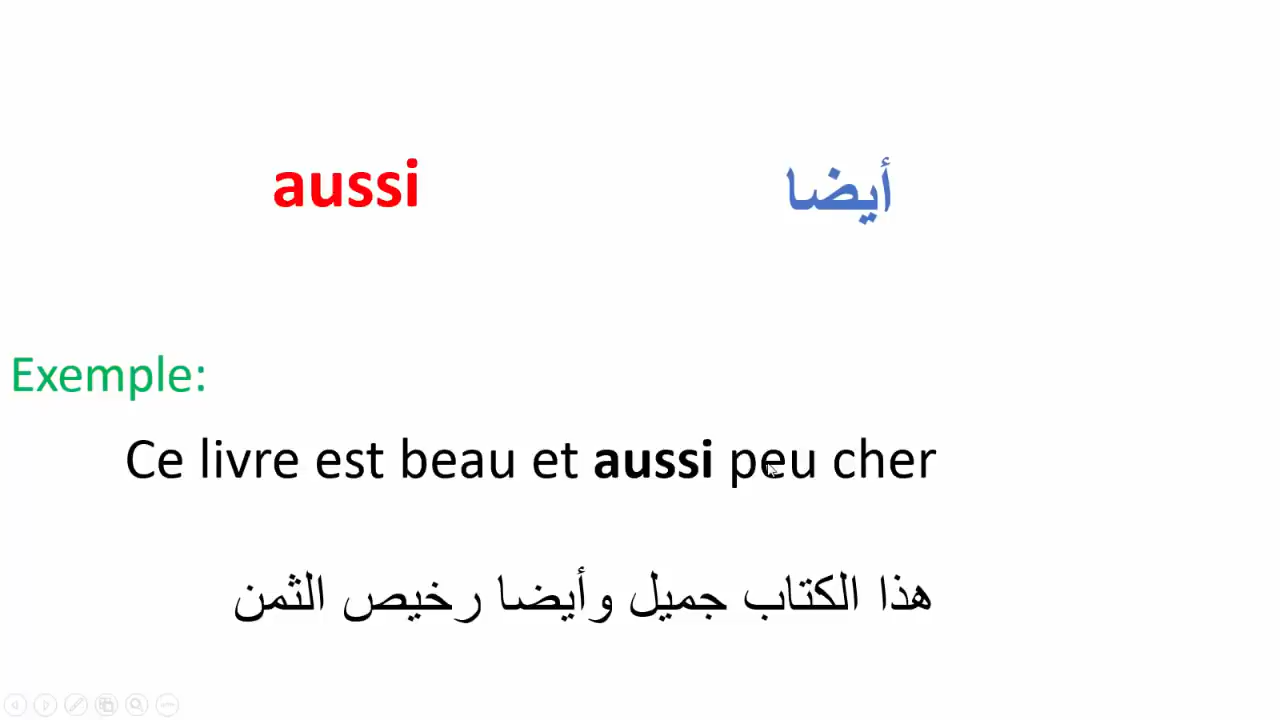 aussi
أيضا
Exemple:
Ce livre est beau et aussi peu cher
هذا الكتاب جميل وأيضا رخيص الثمن